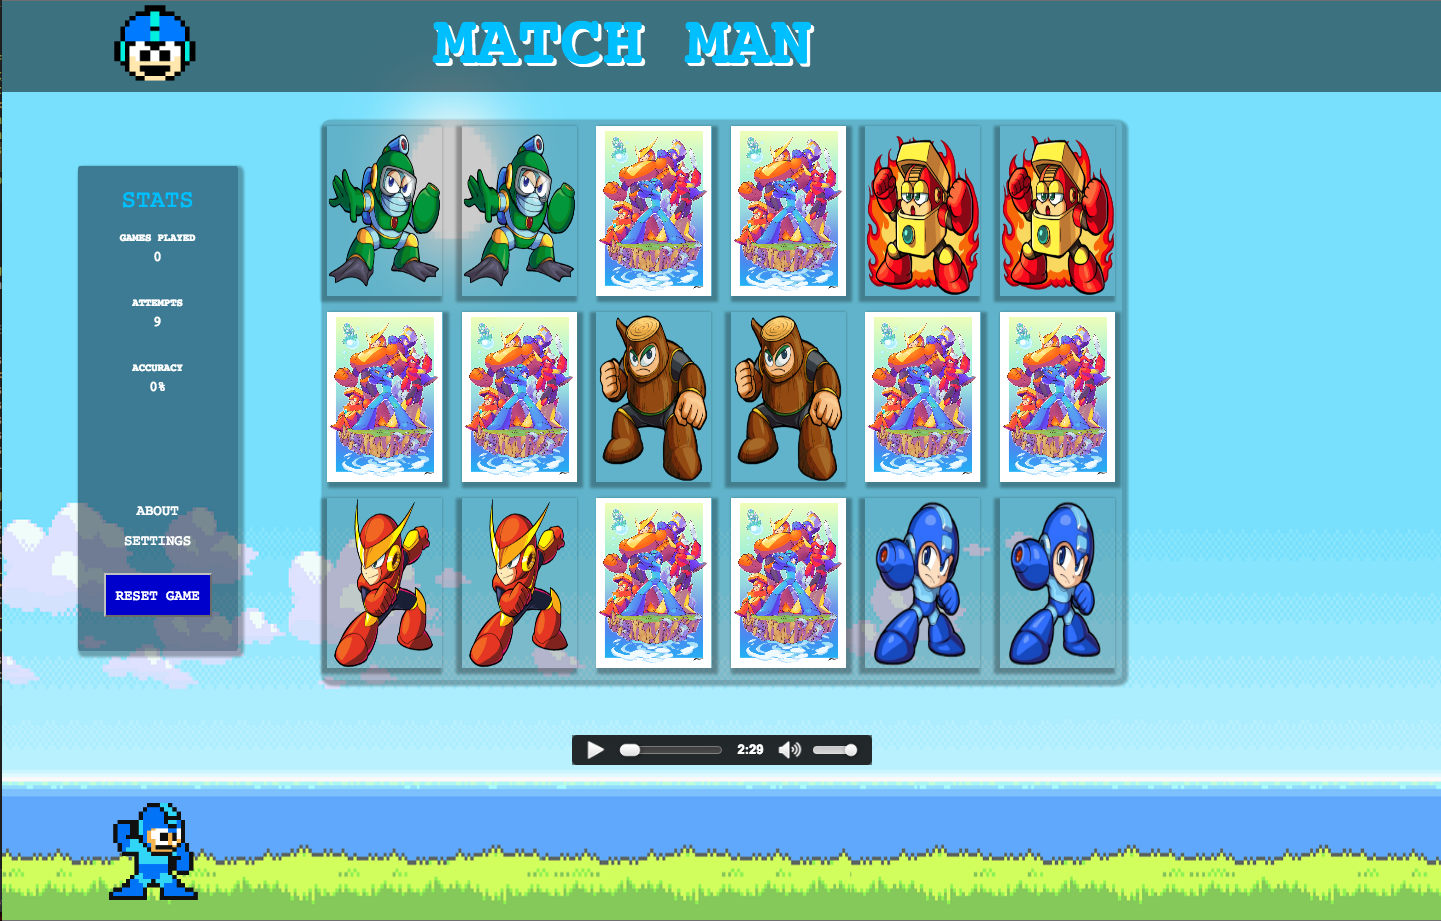 MATCH MAN
STATS
GAMES PLAYED
0
ATTEMPTS
9
ACCURACY
0%
ABOUT
SETTINGS
RESET GAME
2:29